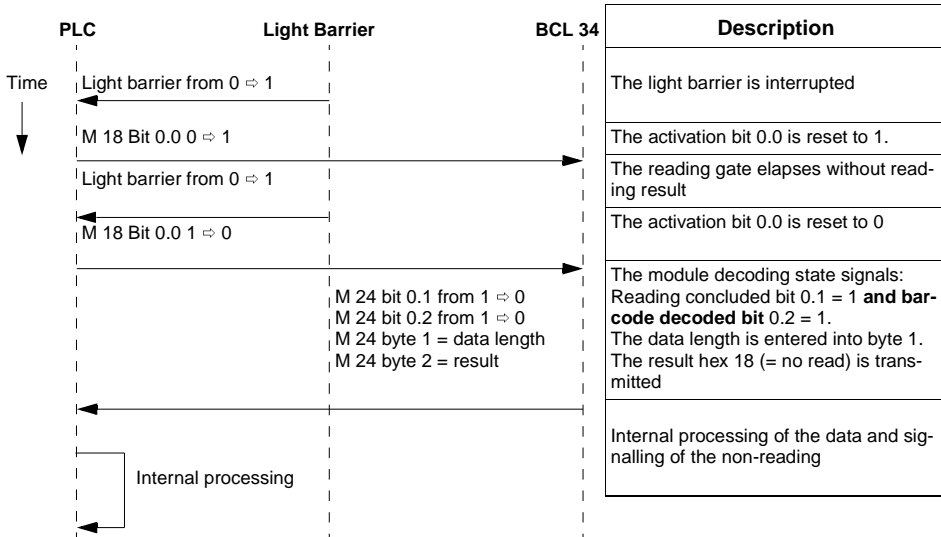 PLC
Light Barrier
BCL 34
Description
Time
Light barrier from 0 ⇨ 1
The light barrier is interrupted
M 18 Bit 0.0 0 ⇨ 1
The activation bit 0.0 is reset to 1.
Light barrier from 0 ⇨ 1
The reading gate elapses without read-
ing result
M 18 Bit 0.0 1 ⇨ 0
The activation bit 0.0 is reset to 0
M 24 bit 0.1 from 1 ⇨ 0
M 24 bit 0.2 from 1 ⇨ 0
M 24 byte 1 = data length
M 24 byte 2 = result
The module decoding state signals:
Reading concluded bit 0.1 = 1 and bar-
code decoded bit 0.2 = 1.
The data length is entered into byte 1.
The result hex 18 (= no read) is trans-
mitted
Internal processing
Internal processing of the data and sig-
nalling of the non-reading